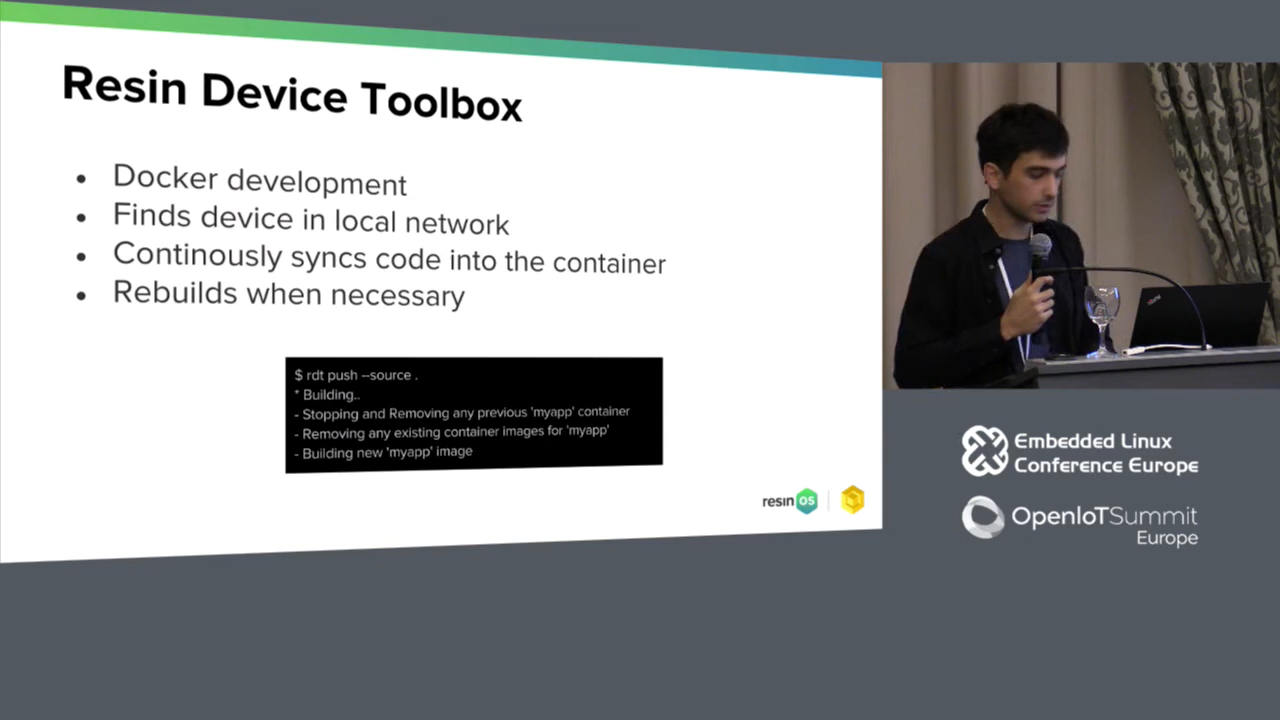 Resin Device Toolbox
• Docker development
• Finds device in local network
• Continously syncs code into the container
• Rebuilds when necessary
$ rdt push --source .
* Building..
- Stopping and Removing any previous 'myapp' container
- Removing any existing container images for 'myapp'
- Building new 'myapp' image
resin OS
Embedded Linux
Conference Europe
OpenIoTSummit
Europe